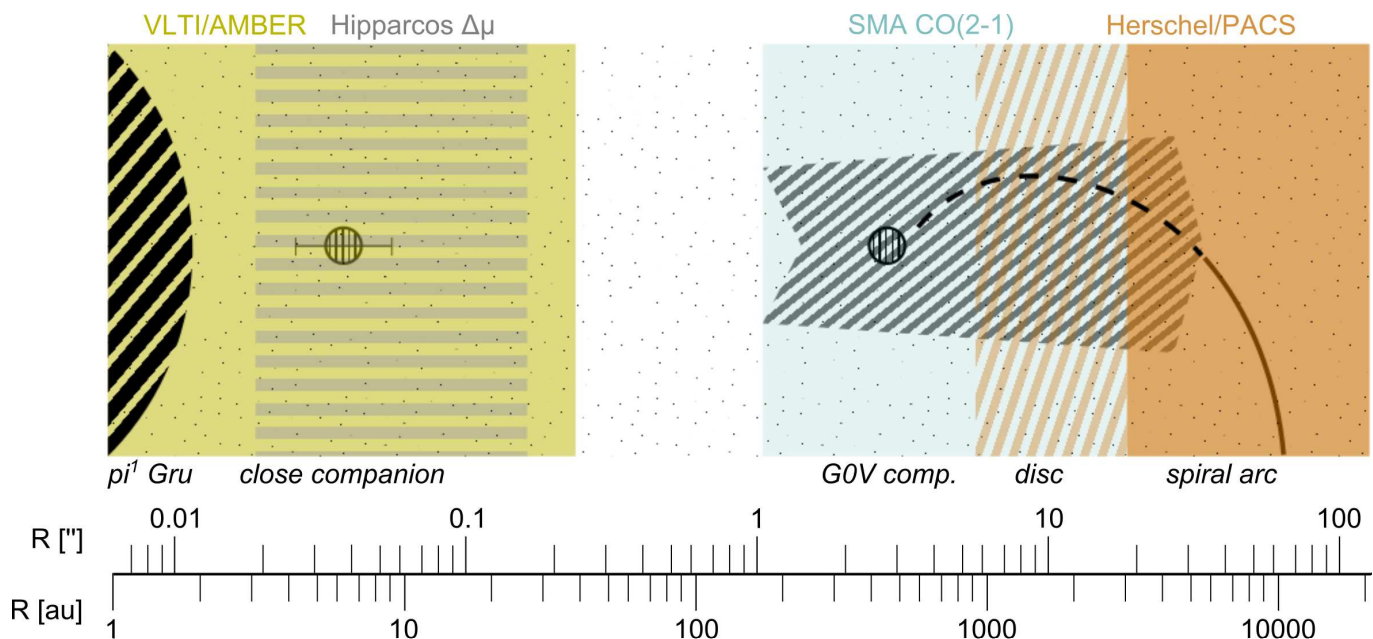 VLTI/AMBER Hipparcos Δμ SMA CO(2-1) Herschel/PACS
pi¹ Gru close companion G0V comp. disc spiral arc
0.01 0.1 1 10 100
R ["]
R [au]
1 10 100 1000 10000